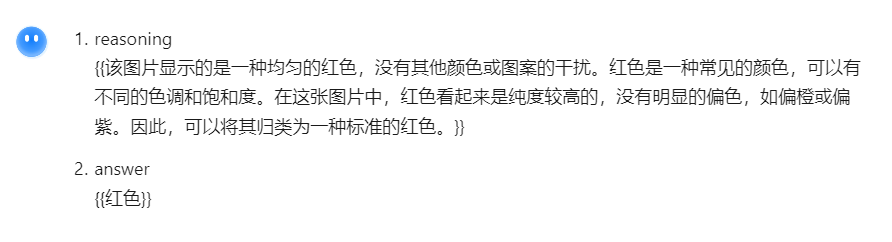 1. reasoning
{{该图片显示的是一种均匀的红色，没有其他颜色或图案的干扰。红色是一种常见的颜色，可以有
不同的色调和饱和度。在这张图片中，红色看起来是纯度较高的，没有明显的偏色，如偏橙或偏
紫。因此，可以将其归类为一种标准的红色。}}
2. answer
{{红色}}